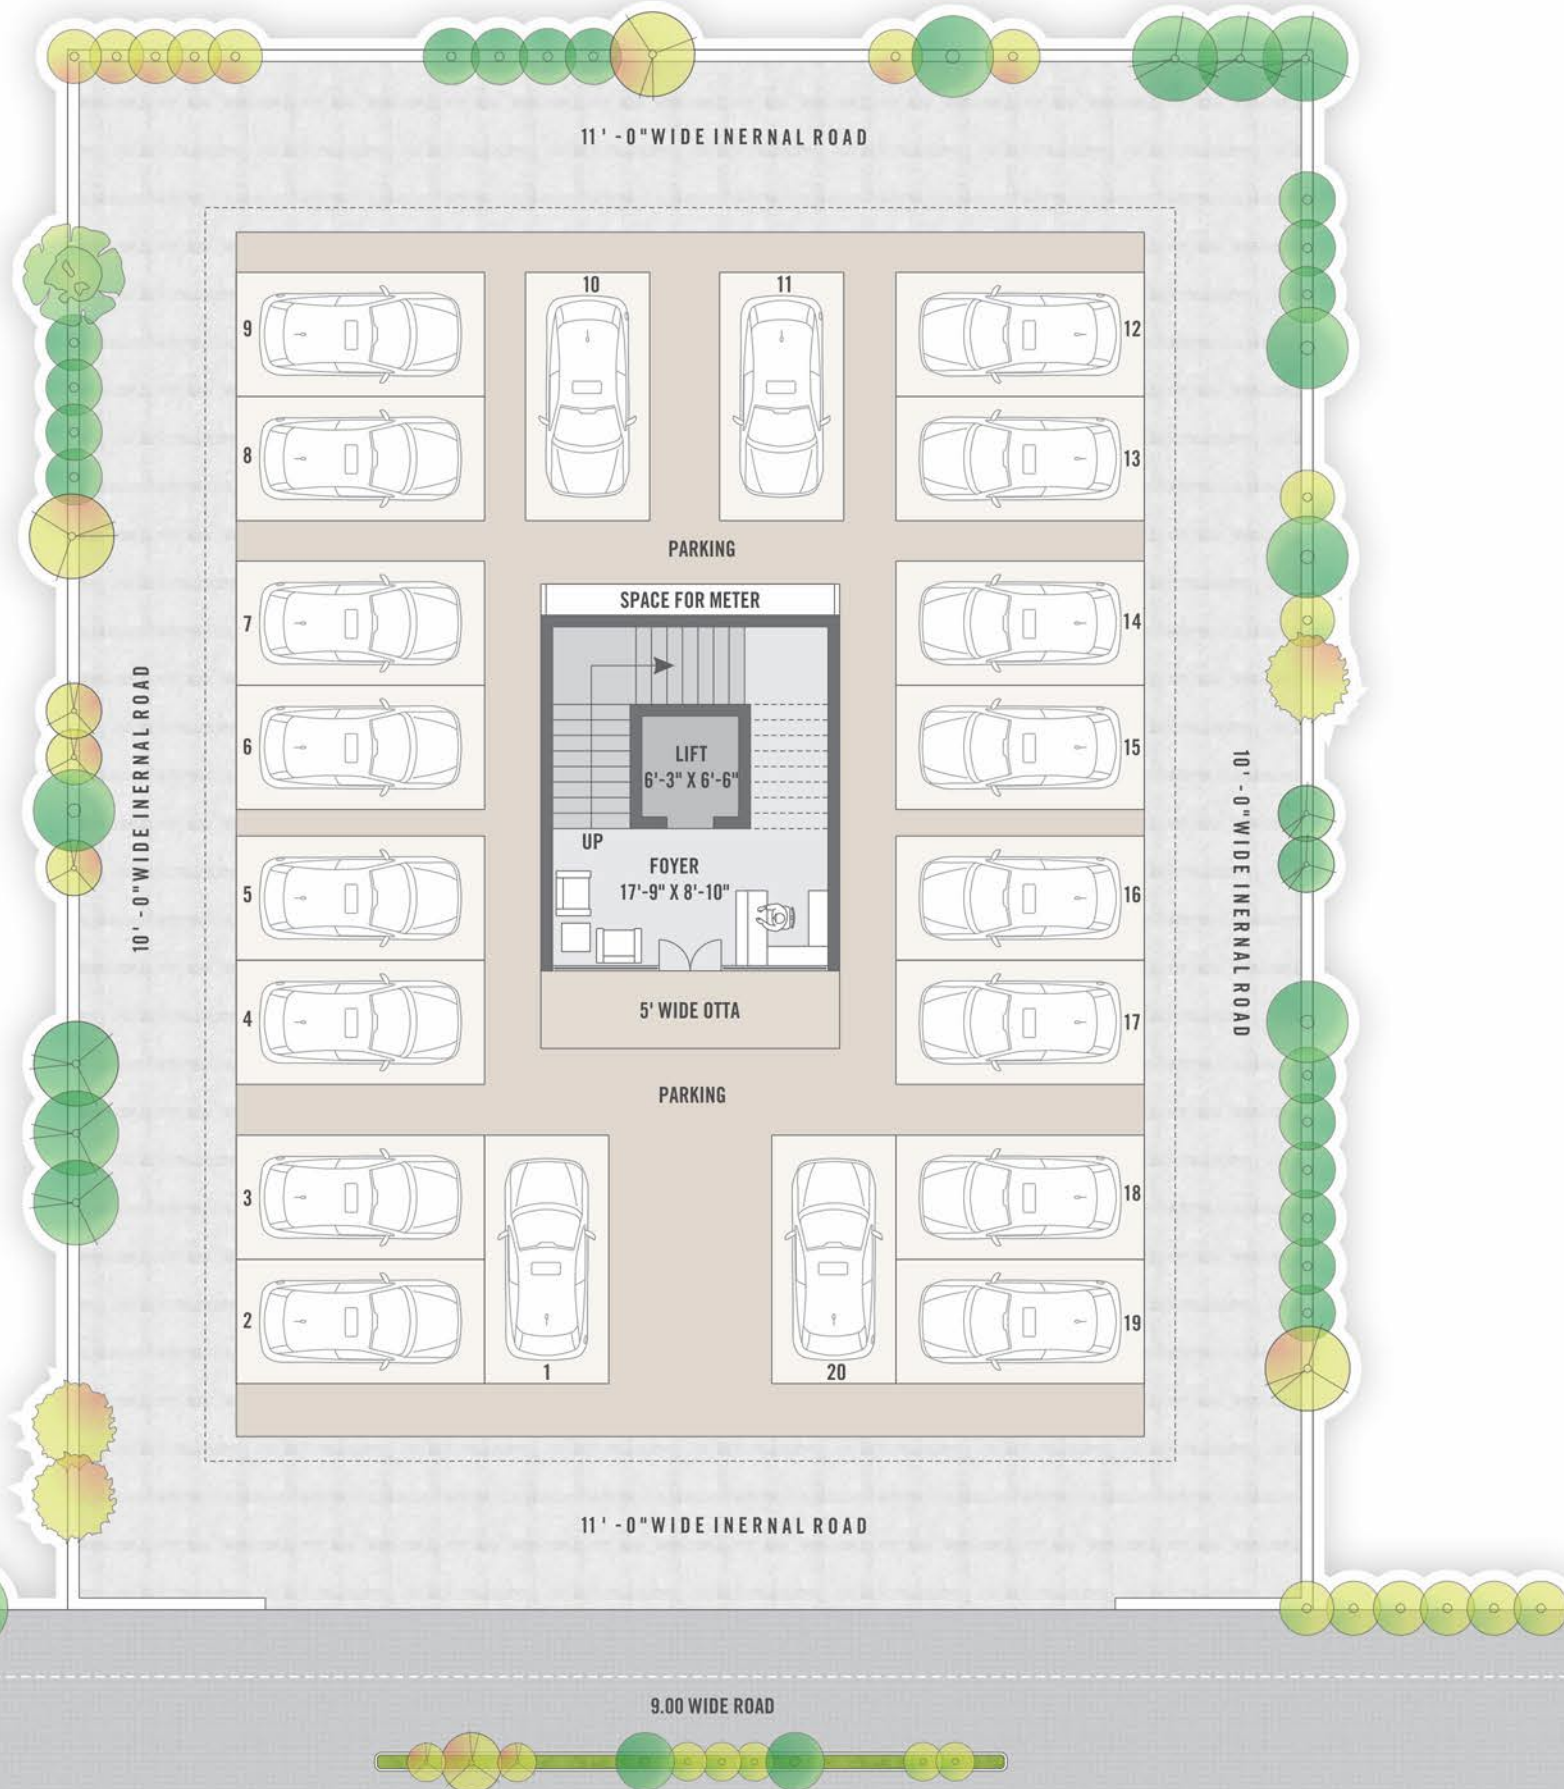 11'-0"WIDE INERNAL ROAD
10
11
9
12
8
13
PARKING
SPACE FOR METER
7
14
6
LIFT
6'-3" X 6'-6"
15
10'-0"WIDE INERNAL ROAD
10'-0"WIDE INERNAL ROAD
UP
FOYER
17'-9" X 8'-10"
5
16
5' WIDE OTTA
4
17
PARKING
3
18
2
19
1
20
11'-0"WIDE INERNAL ROAD
9.00 WIDE ROAD